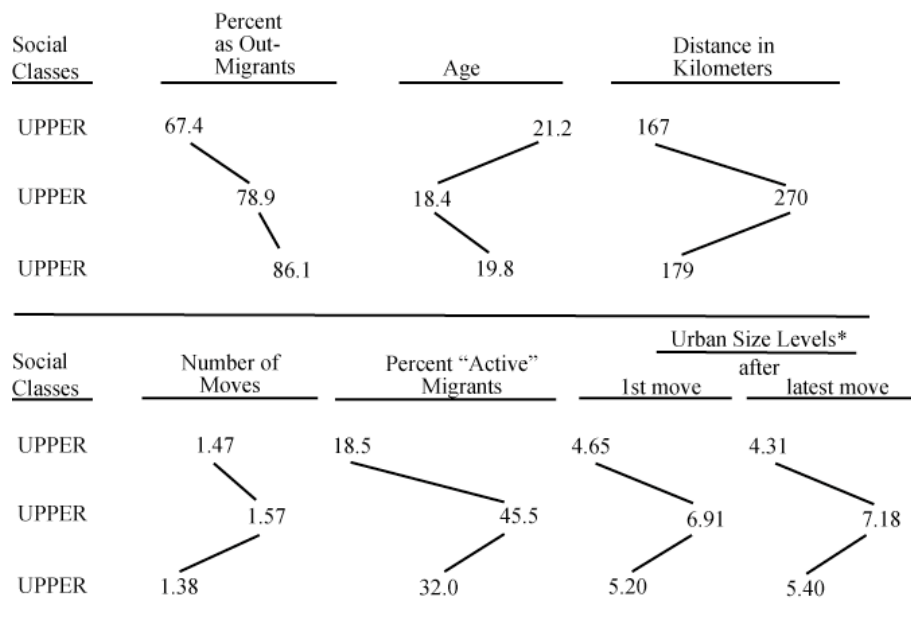 Social Classes Percent as Out-Migrants Age Distance in Kilometers
UPPER 67.4 21.2 167
UPPER 78.9 18.4 270
UPPER 86.1 19.8 179
Social Classes Number of Moves Percent “Active” Migrants Urban Size Levels* after 1st move latest move
UPPER 1.47 18.5 4.65 4.31
UPPER 1.57 45.5 6.91 7.18
UPPER 1.38 32.0 5.20 5.40